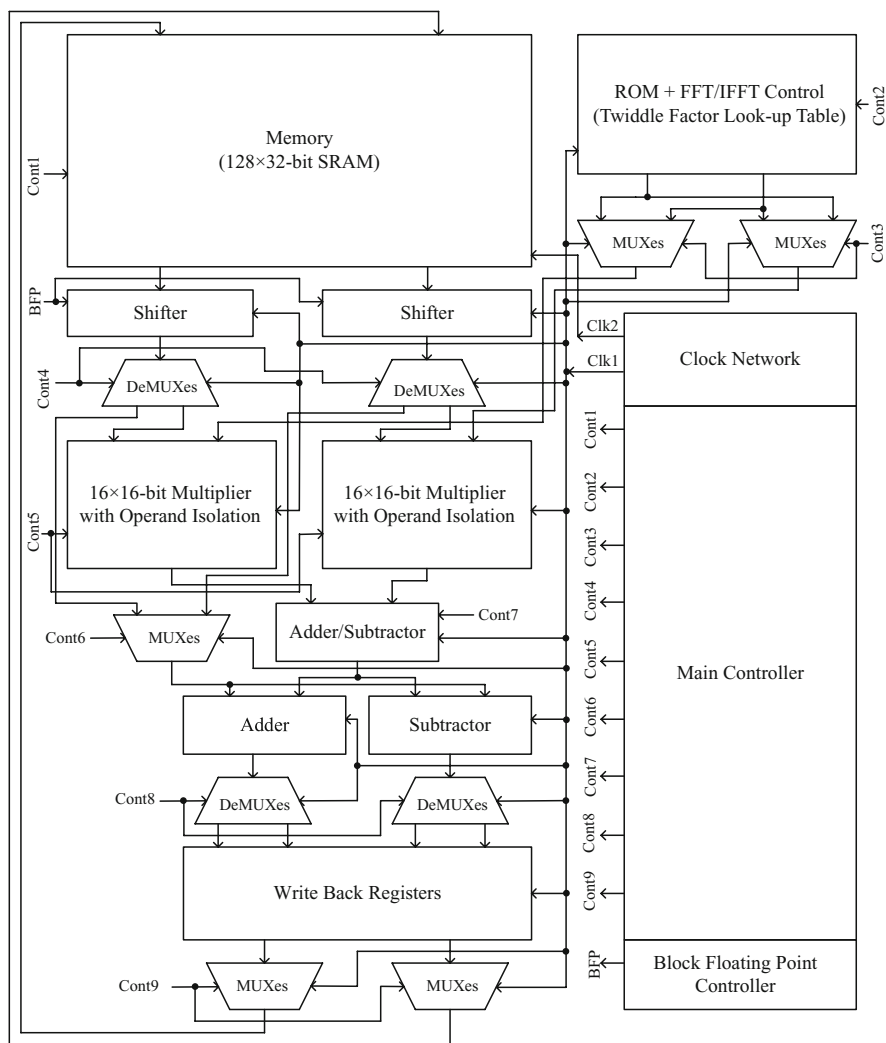 Memory
(128×32-bit SRAM)
Cont1
ROM + FFT/IFFT Control
(Twiddle Factor Look-up Table)
Cont2
MUXes
MUXes
Cont3
BFP
Shifter
Shifter
Cont4
DeMUXes
DeMUXes
Clk2
Clk1
Clock Network
16×16-bit Multiplier
with Operand Isolation
16×16-bit Multiplier
with Operand Isolation
Cont5
Cont6
MUXes
Adder/Subtractor
Cont7
Adder
Subtractor
Cont8
DeMUXes
DeMUXes
Write Back Registers
Cont9
MUXes
MUXes
Cont1
Cont2
Cont3
Cont4
Cont5
Cont6
Cont7
Cont8
Cont9
Main Controller
BFP
Block Floating Point
Controller